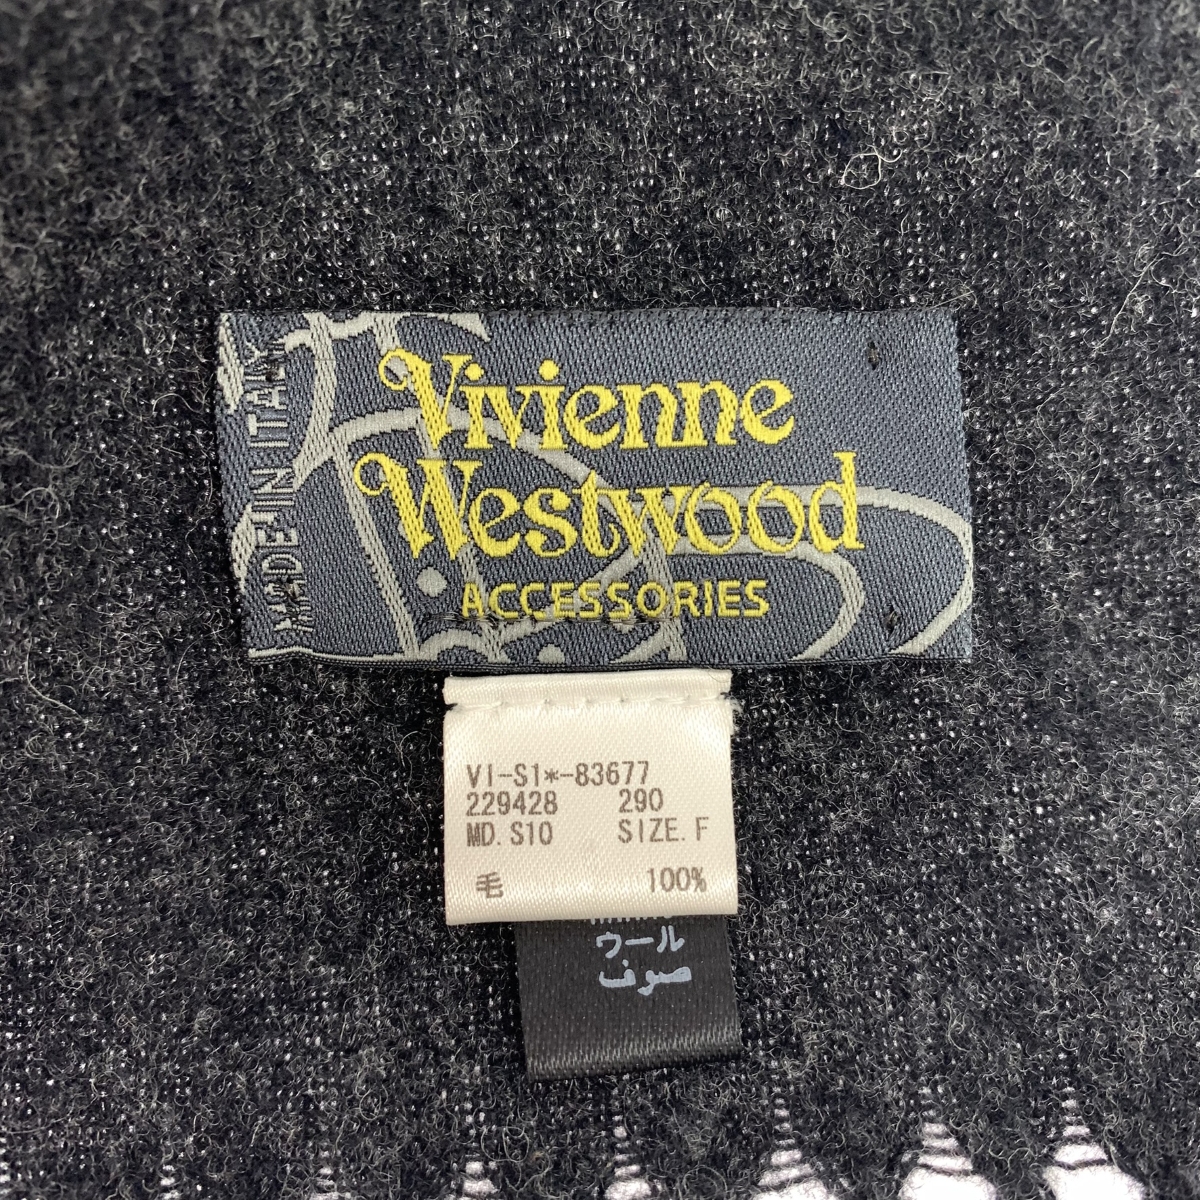 Vivienne
Westwood
ACCESSORIES
MADE IN ITALY
VI-S1*-83677
229428 290
MD. S10 SIZE. F
毛 100%
ウール
صوف